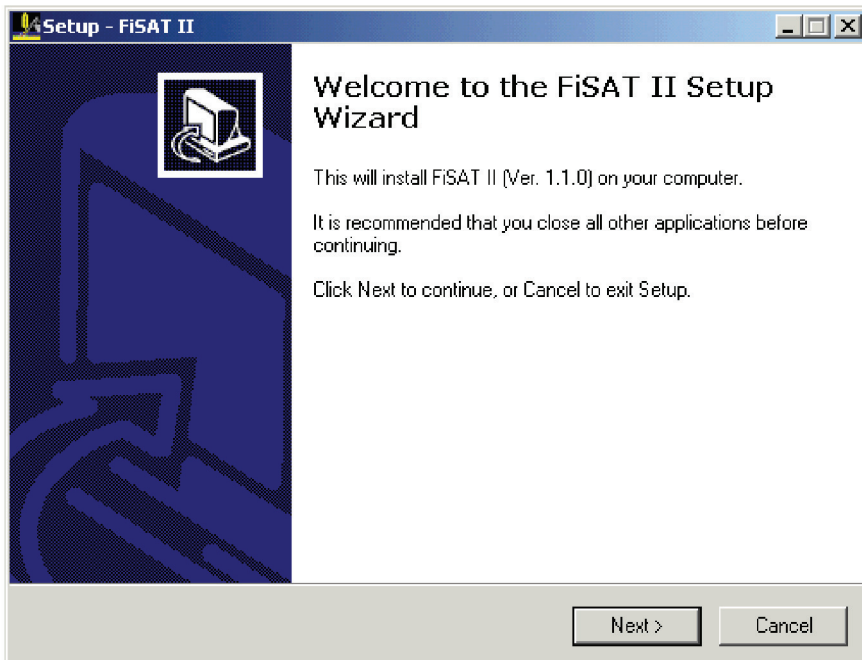 Setup - FiSAT II
Welcome to the FiSAT II Setup
Wizard
This will install FiSAT II (Ver. 1.1.0) on your computer.
It is recommended that you close all other applications before
continuing.
Click Next to continue, or Cancel to exit Setup.
Next > Cancel